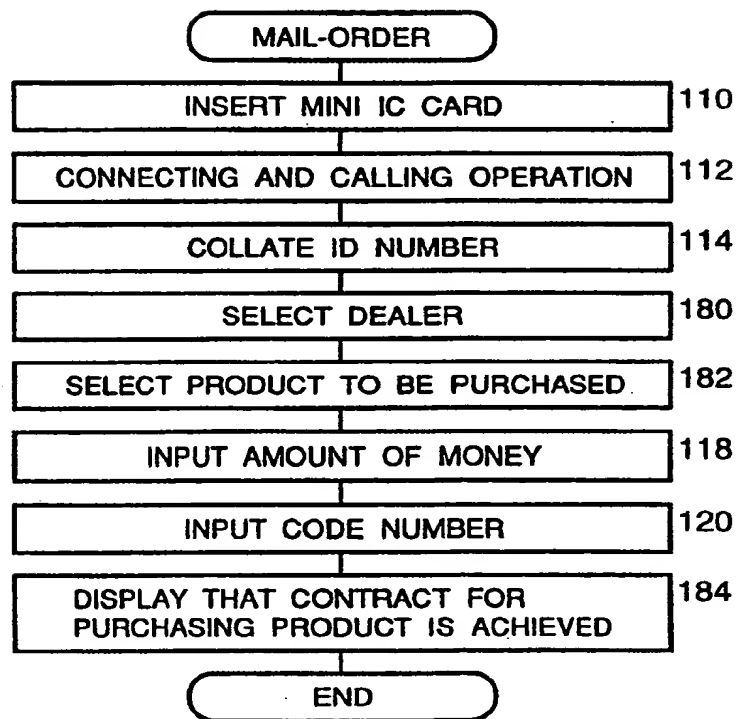 MAIL-ORDER
INSERT MINI IC CARD 110
CONNECTING AND CALLING OPERATION 112
COLLATE ID NUMBER 114
SELECT DEALER 180
SELECT PRODUCT TO BE PURCHASED 182
INPUT AMOUNT OF MONEY 118
INPUT CODE NUMBER 120
DISPLAY THAT CONTRACT FOR 184
PURCHASING PRODUCT IS ACHIEVED
END